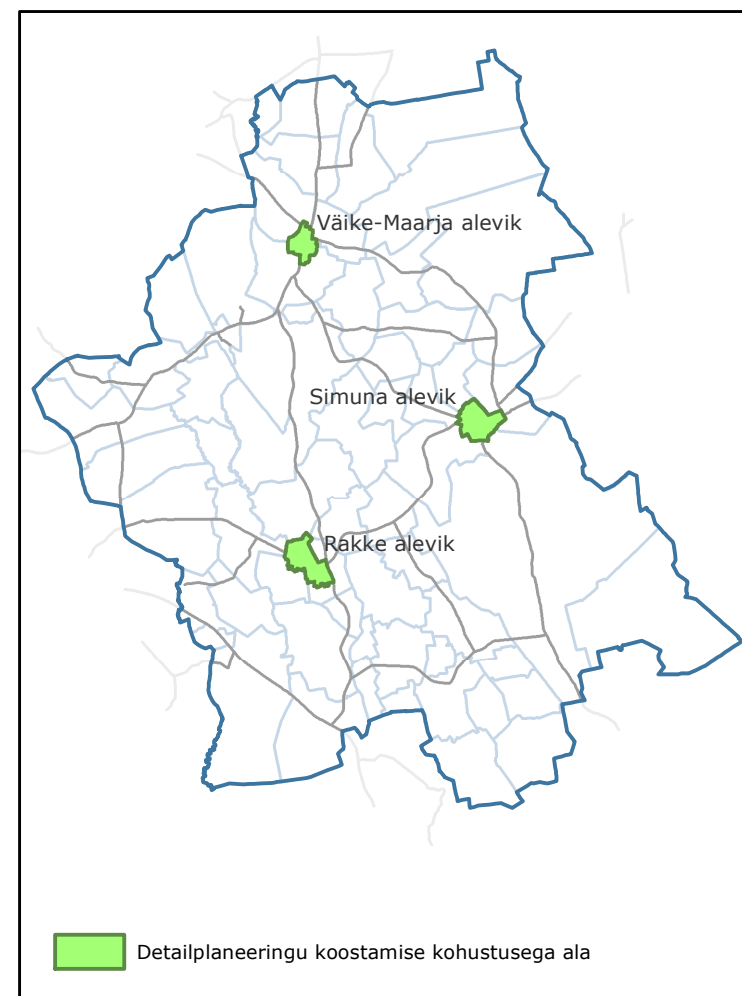 Väike-Maarja alevik
Simuna alevik
Rakke alevik
Detailplaneeringu koostamise kohustusega ala